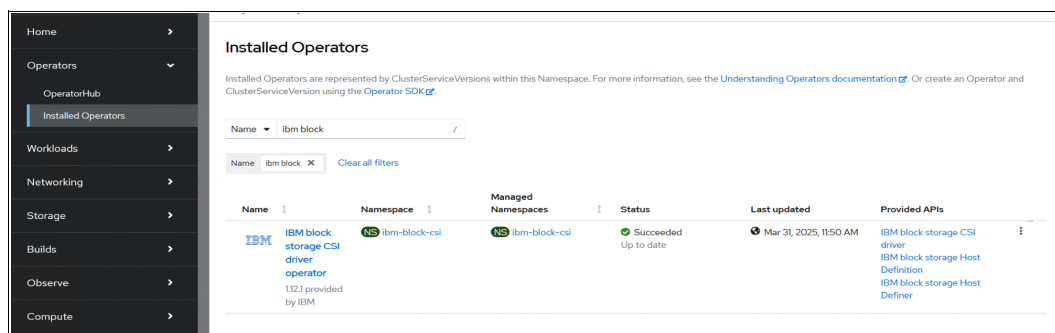 Home
Operators
OperatorHub
Installed Operators
Workloads
Networking
Storage
Builds
Observe
Compute
Installed Operators
Installed Operators are represented by ClusterServiceVersions within this Namespace. For more information, see the Understanding Operators documentation. Or create an Operator and
ClusterServiceVersion using the Operator SDK.
Name ibm block /
Name ibm block Clear all filters
Name Namespace Managed Namespaces Status Last updated Provided APIs
IBM
IBM block
storage CSI
driver
operator
1.12.1 provided
by IBM
NS ibm-block-csi
NS ibm-block-csi
Succeeded
Up to date
Mar 31, 2025, 11:50 AM
IBM block storage CSI
driver
IBM block storage Host
Definition
IBM block storage Host
Definer